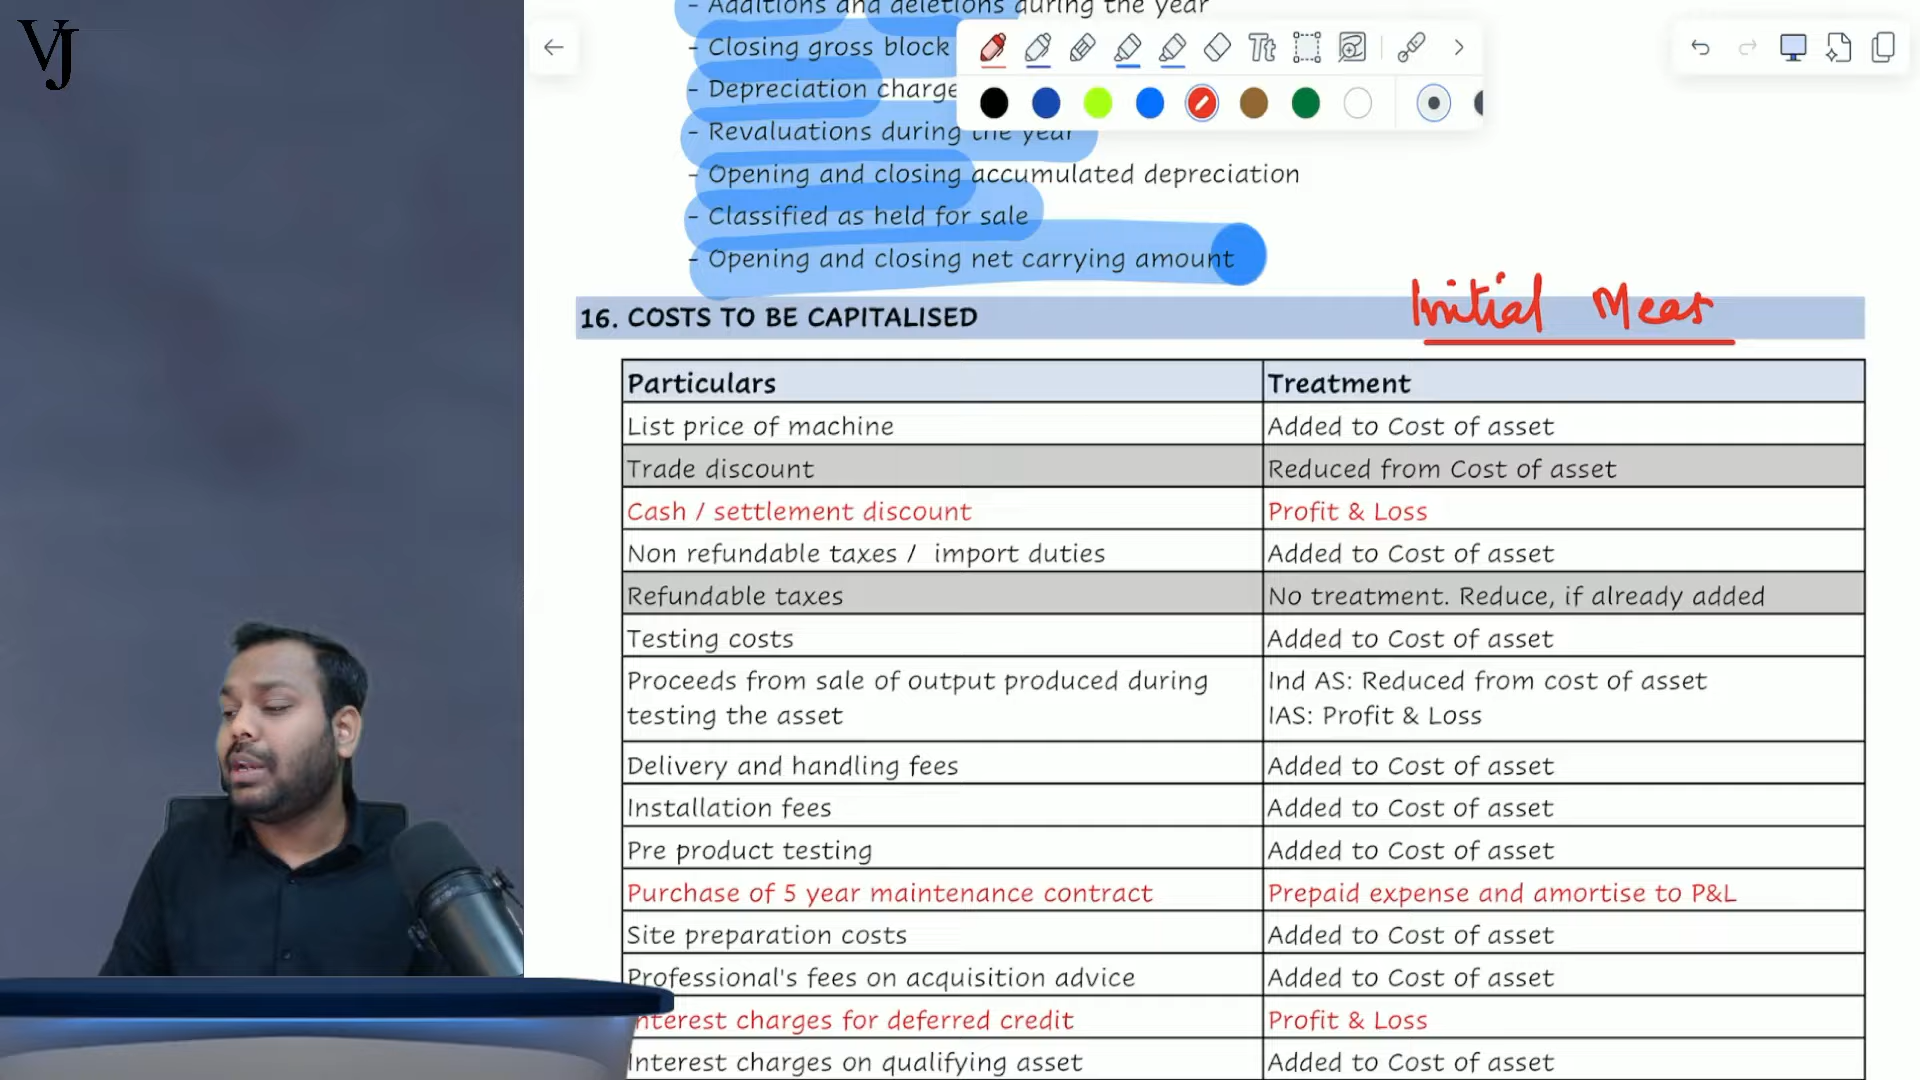 VJ
- Additions and deletions during the year
- Closing gross block
- Depreciation charge
- Revaluations during the year
- Opening and closing accumulated depreciation
- Classified as held for sale
- Opening and closing net carrying amount
Tt
16. COSTS TO BE CAPITALISED
Initial Meas
Particulars Treatment
List price of machine Added to Cost of asset
Trade discount Reduced from Cost of asset
Cash / settlement discount Profit & Loss
Non refundable taxes / import duties Added to Cost of asset
Refundable taxes No treatment. Reduce, if already added
Testing costs Added to Cost of asset
Proceeds from sale of output produced during Ind AS: Reduced from cost of asset
testing the asset IAS: Profit & Loss
Delivery and handling fees Added to Cost of asset
Installation fees Added to Cost of asset
Pre product testing Added to Cost of asset
Purchase of 5 year maintenance contract Prepaid expense and amortise to P&L
Site preparation costs Added to Cost of asset
Professional's fees on acquisition advice Added to Cost of asset
nterest charges for deferred credit Profit & Loss
Interest charges on qualifying asset Added to Cost of asset